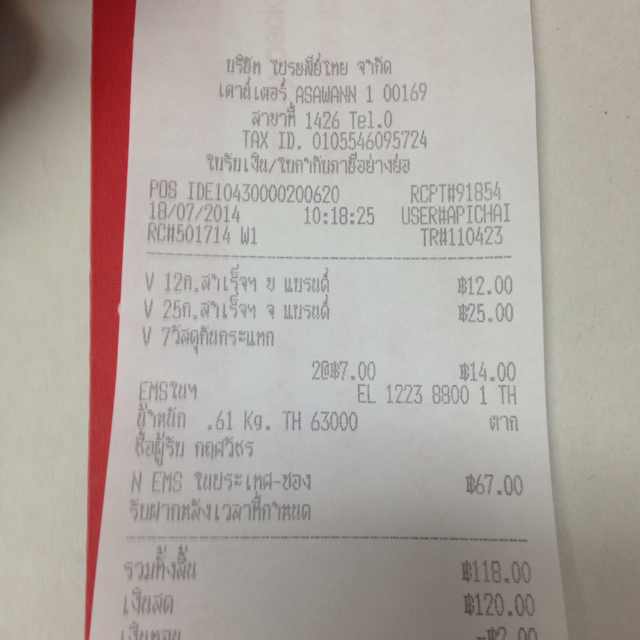 บริษัท ไปรษณีย์ไทย จำกัด
เคาน์เตอร์ ASAWANN 1 00169
สาขาที่ 1426 Tel.0
TAX ID. 0105546095724
ใบรับเงิน/ใบกำกับภาษีอย่างย่อ
POS IDE10430000200620 RCPT#91854
18/07/2014 10:18:25 USER#APICHAI
RC#501714 W1 TR#110423
V 12ก.สำเร็จฯ ข แบรนด์ ฿12.00
V 25ก.สำเร็จฯ จ แบรนด์ ฿25.00
V 7วัสดุกันกระแทก
2@฿7.00 ฿14.00
EMSในฯ EL 1223 8800 1 TH
น้ำหนัก .61 Kg. TH 63000 ตาก
ชื่อผู้รับ กฤศวิชร
N EMS ในประเทศ-ซอง ฿67.00
รับฝากหลังเวลาที่กำหนด
รวมทั้งสิ้น ฿118.00
เงินสด ฿120.00
เงินทอน -฿2.00